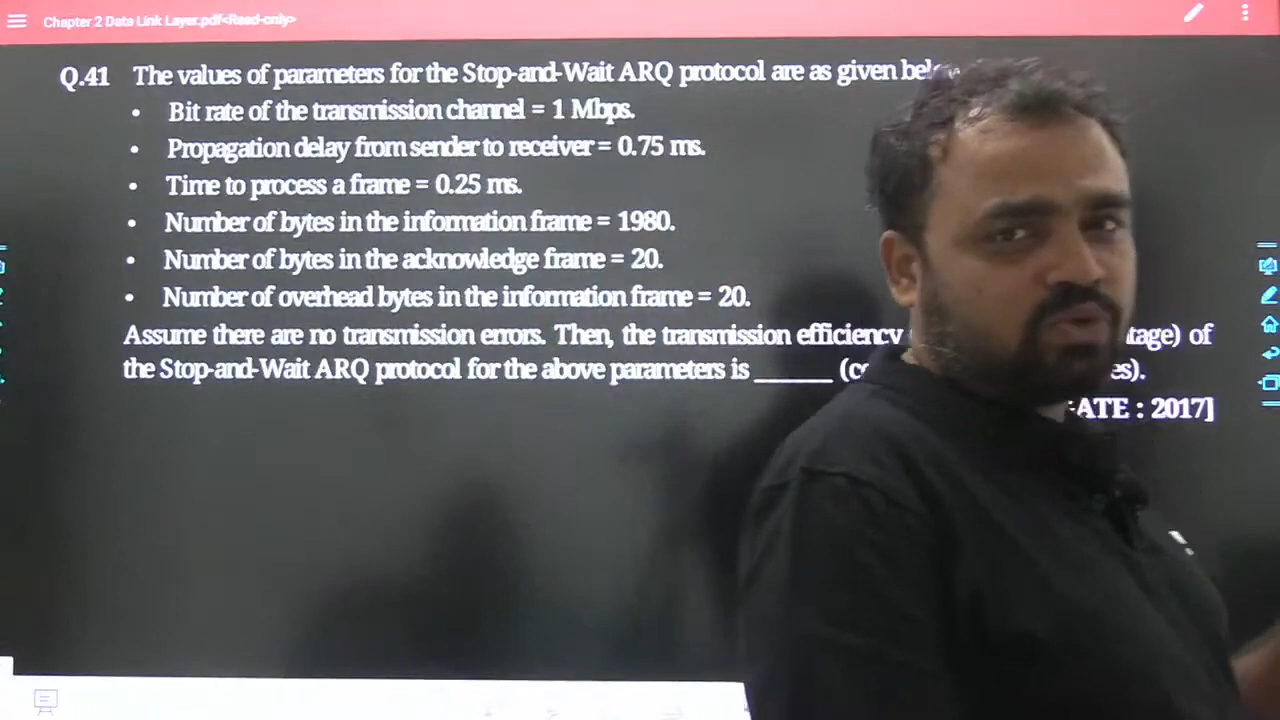 Chapter 2 Data Link Layer.pdf<Read-only>
Q.41 The values of parameters for the Stop-and-Wait ARQ protocol are as given
• Bit rate of the transmission channel = 1 Mbps.
• Propagation delay from sender to receiver = 0.75 ms.
• Time to process a frame = 0.25 ms.
• Number of bytes in the information frame = 1980.
• Number of bytes in the acknowledge frame = 20.
• Number of overhead bytes in the information frame = 20.
Assume there are no transmission errors. Then, the transmission efficiency of
the Stop-and-Wait ARQ protocol for the above parameters is ______
: 2017]